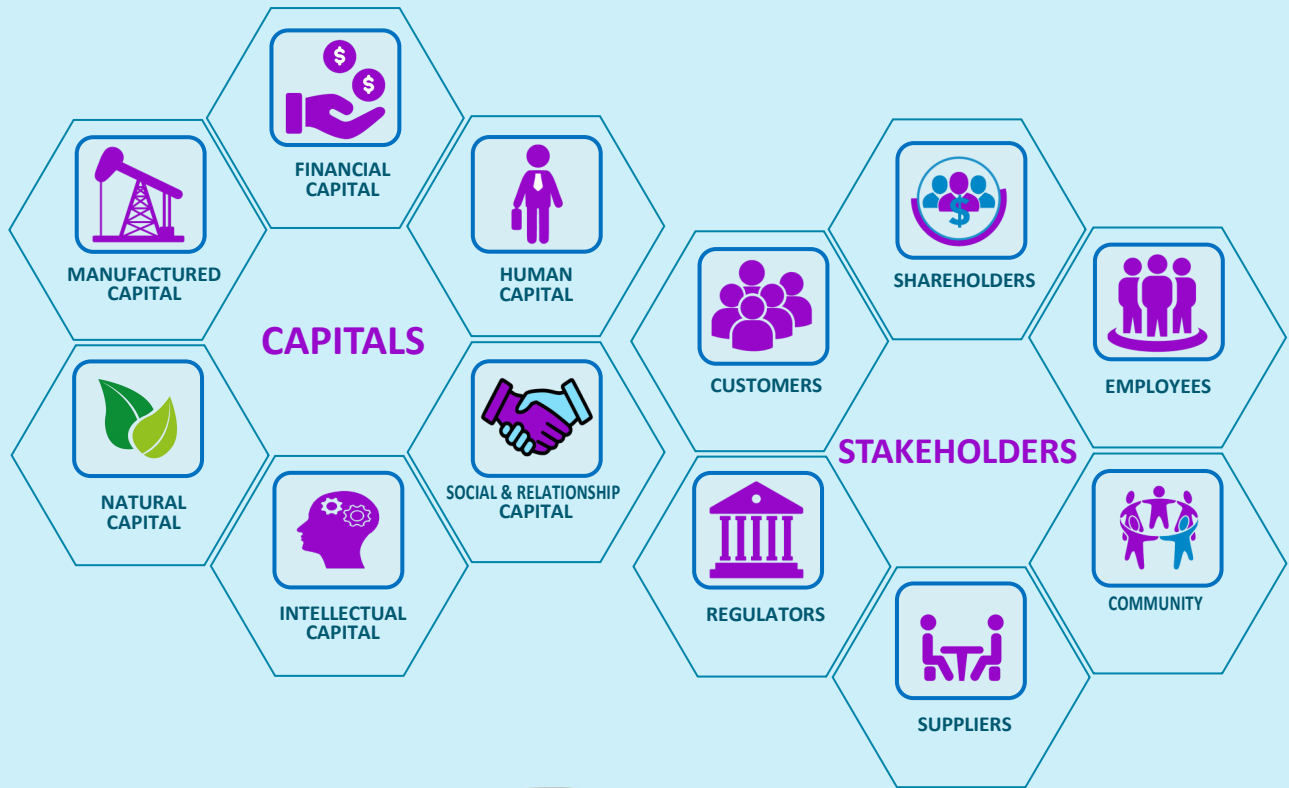 FINANCIAL
CAPITAL
MANUFACTURED
CAPITAL
HUMAN
CAPITAL
CAPITALS
NATURAL
CAPITAL
SOCIAL & RELATIONSHIP
CAPITAL
INTELLECTUAL
CAPITAL
SHAREHOLDERS
CUSTOMERS
EMPLOYEES
STAKEHOLDERS
REGULATORS
COMMUNITY
SUPPLIERS
$
$
$